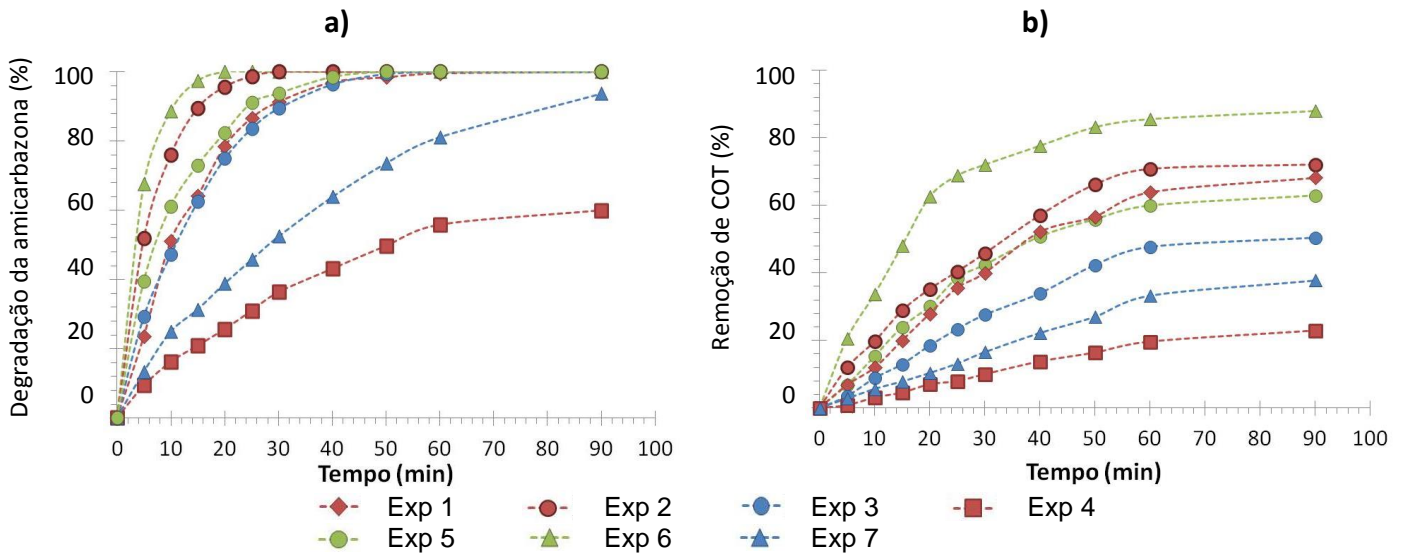 a)
Degradação da amicarbazona (%)
100
80
60
40
20
0
0 10 20 30 40 50 60 70 80 90 100
Tempo (min)
b)
Remoção de COT (%)
100
80
60
40
20
0
0 10 20 30 40 50 60 70 80 90 100
Tempo (min)
Exp 1 Exp 2 Exp 3 Exp 4
Exp 5 Exp 6 Exp 7